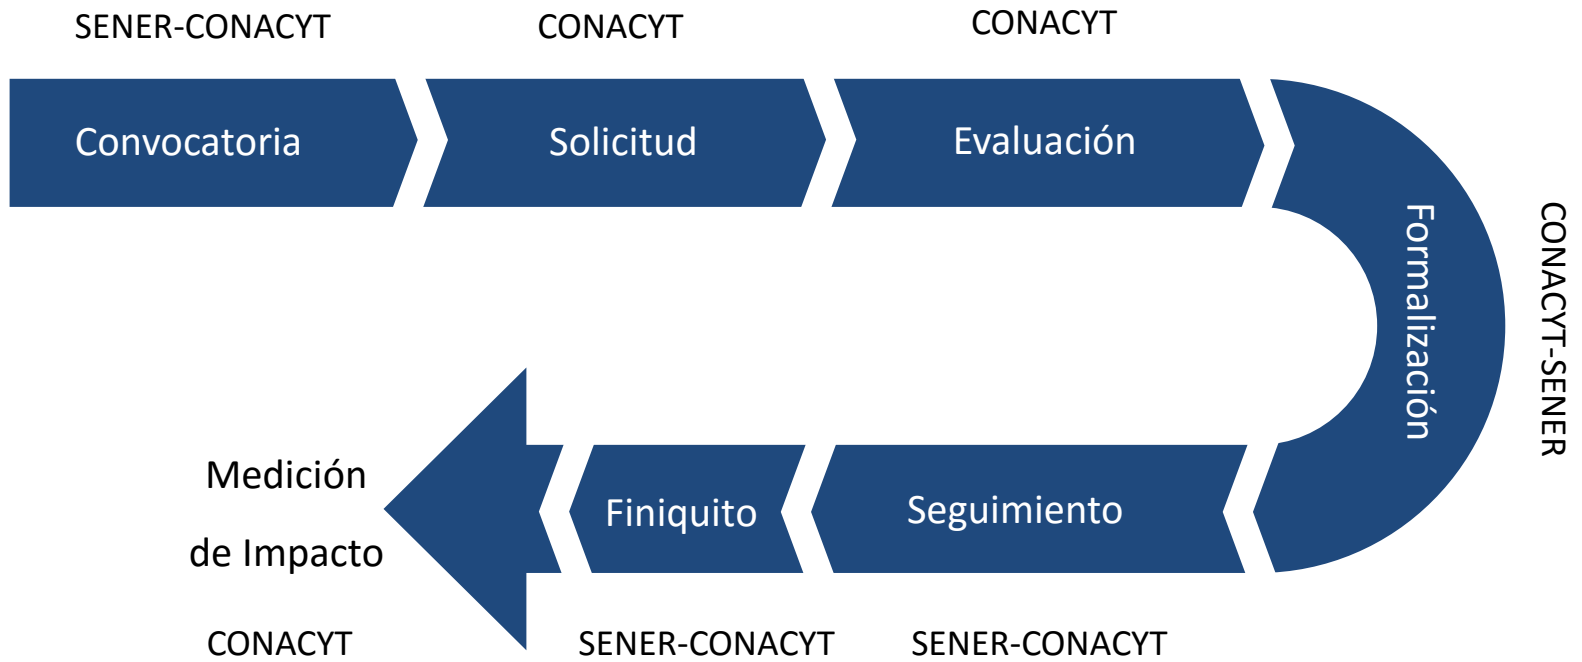 SENER-CONACYT
CONACYT
CONACYT
Convocatoria
Solicitud
Evaluación
Formalización
CONACYT-SENER
Seguimiento
Finiquito
Medición
de Impacto
CONACYT
SENER-CONACYT
SENER-CONACYT